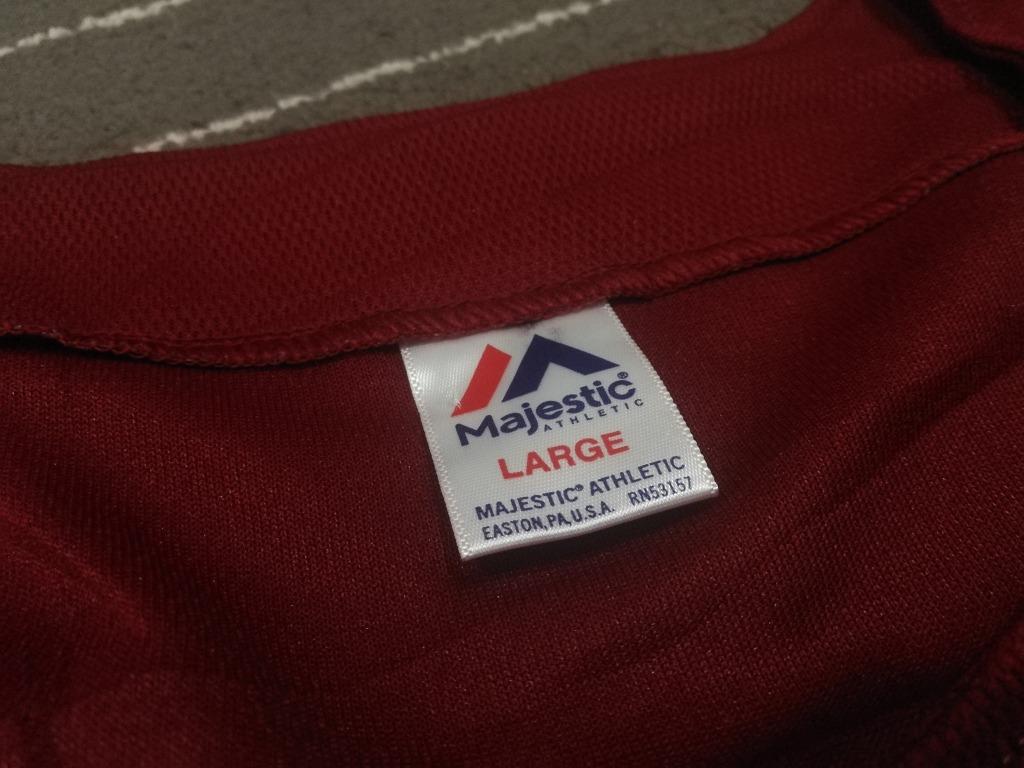 Majestic®
ATHLETIC
LARGE
MAJESTIC® ATHLETIC
EASTON, PA, U.S.A. RN53157